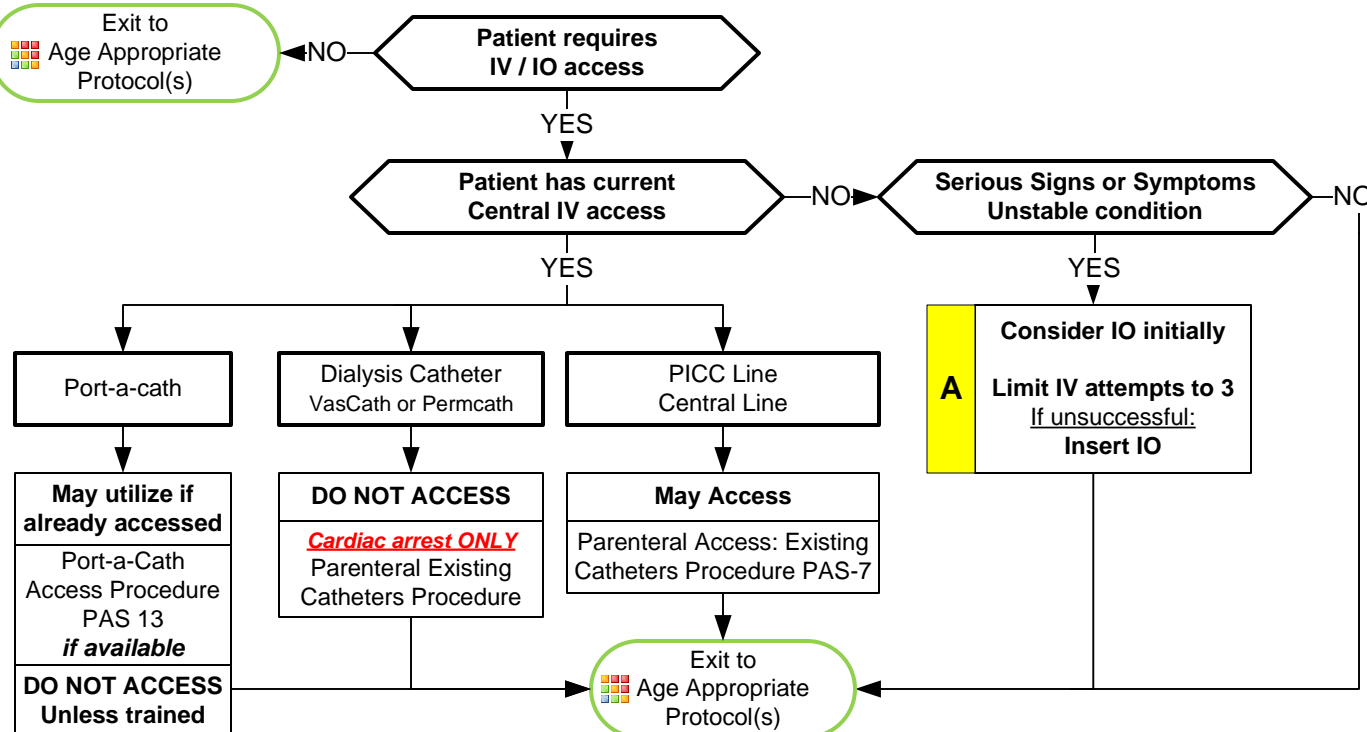 Exit to
Age Appropriate
Protocol(s)
NO
Patient requires
IV / IO access
YES
Patient has current
Central IV access
NO
Serious Signs or Symptoms
Unstable condition
NO
YES
YES
Port-a-cath
Dialysis Catheter
VasCath or Permcath
PICC Line
Central Line
A
Consider IO initially
Limit IV attempts to 3
If unsuccessful:
Insert IO
May utilize if
already accessed
Port-a-Cath
Access Procedure
PAS 13
if available
DO NOT ACCESS
Unless trained
DO NOT ACCESS
Cardiac arrest ONLY
Parenteral Existing
Catheters Procedure
May Access
Parenteral Access: Existing
Catheters Procedure PAS-7
Exit to
Age Appropriate
Protocol(s)